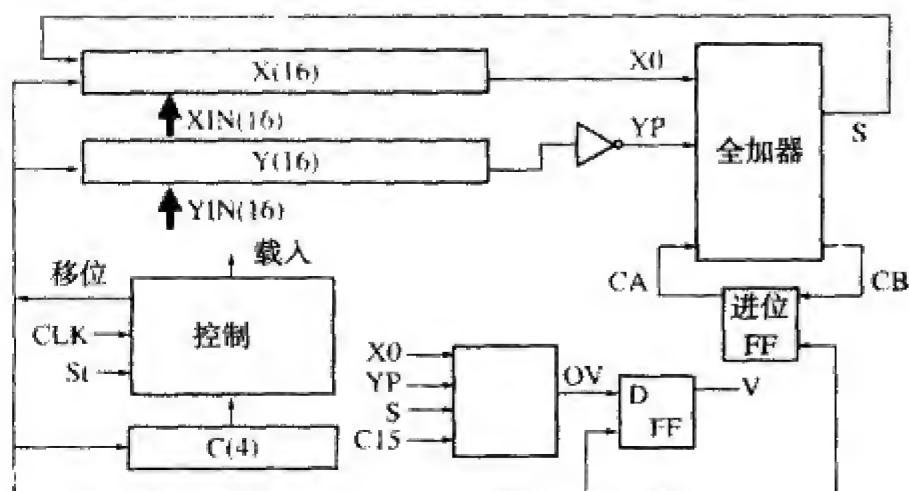 X(16)
X0
XIN(16)
YP
Y(16)
全加器
S
YIN(16)
载入
移位
CA
CB
控制
进位
FF
CLK
St
X0
YP
OV
D
V
S
FF
C15
C(4)